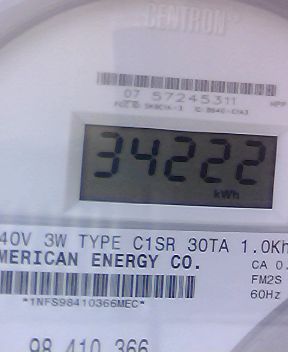 CENTRON
07 57245311
34222
kWh
40V 3W TYPE C1SR 30TA 1.0Kh
MERICAN ENERGY CO.
CA 0.
FM2S
60Hz
*1NFS98410366MEC*
98 410 366